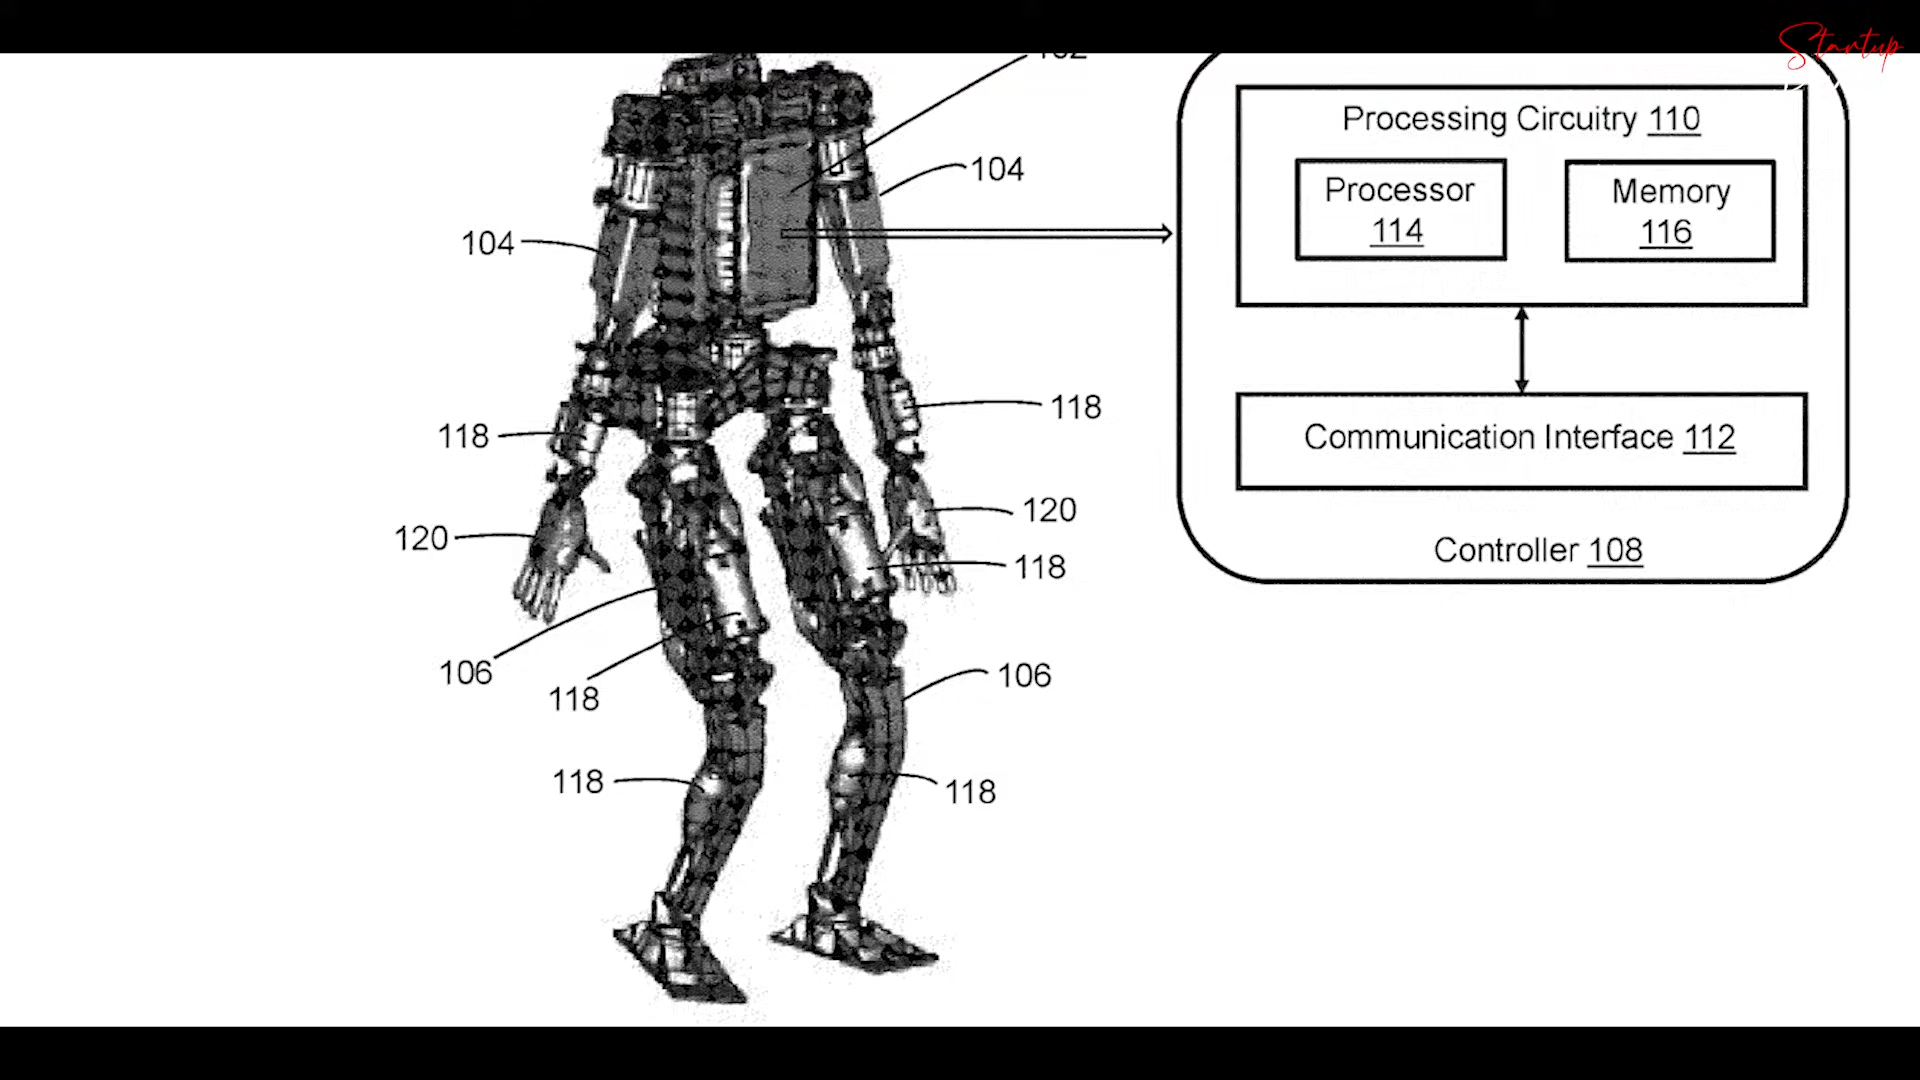 Startup
102
Processing Circuitry 110
104
Processor
114
Memory
116
104
118
118
Communication Interface 112
120
120
118
Controller 108
106
118
106
118
118